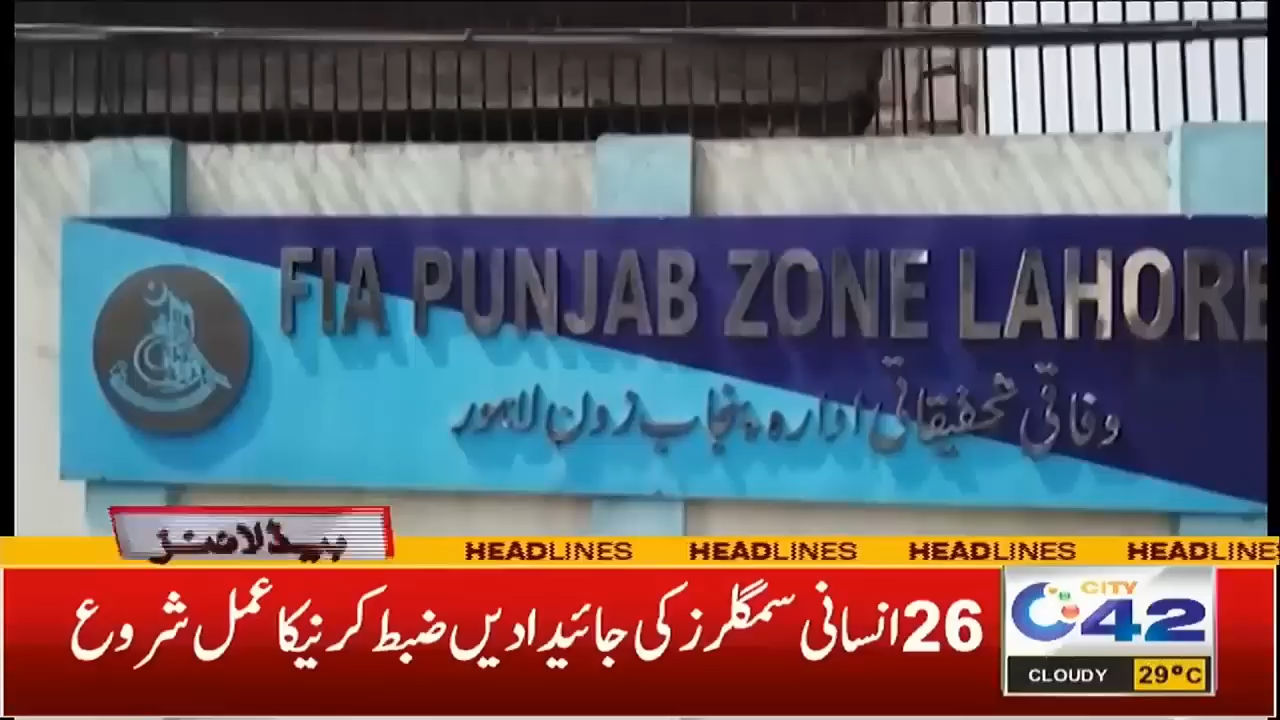 FIA PUNJAB ZONE LAHORE
وفاقی تحقیقاتی ادارہ پنجاب زون لاہور
ہیڈلائنز
HEADLINES HEADLINES HEADLINES HEADLINES
26 انسانی سمگلرز کی جائیدادیں ضبط کرنیکا عمل شروع
CITY
42
CLOUDY 29°C